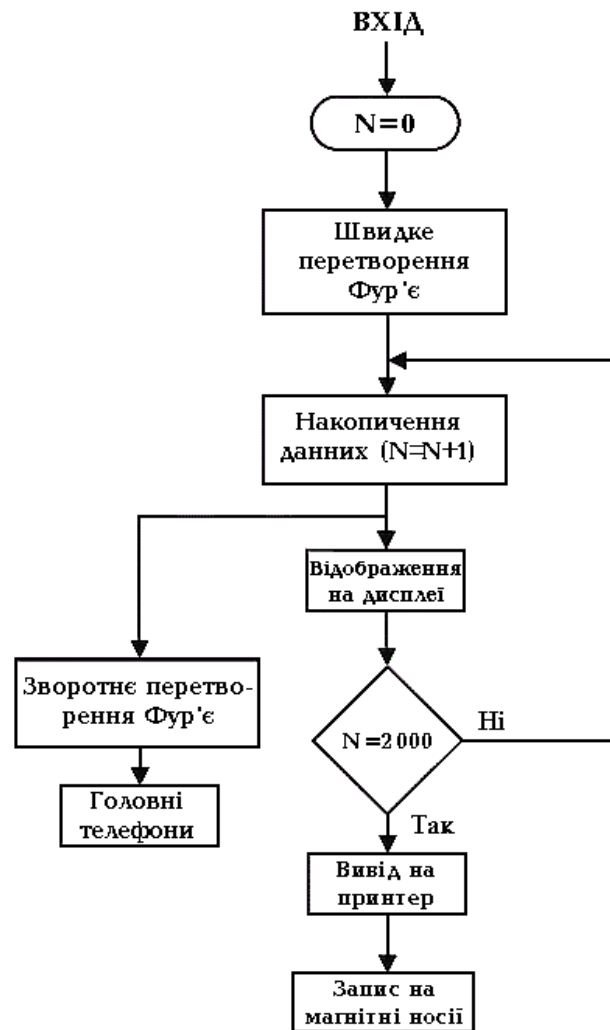 ВХІД
N=0
Швидке
перетворення
Фур'є
Накопичення
данних (N=N+1)
Відображення
на дисплеї
Зворотнє перетво-
рення Фур'є
N=2000
Ні
Головні
телефони
Так
Вивід на
принтер
Запис на
магнітні носії